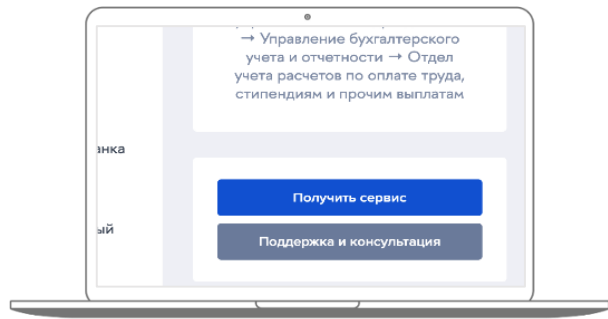 → Управление бухгалтерского
учета и отчетности → Отдел
учета расчетов по оплате труда,
стипендиям и прочим выплатам
Получить сервис
Поддержка и консультация